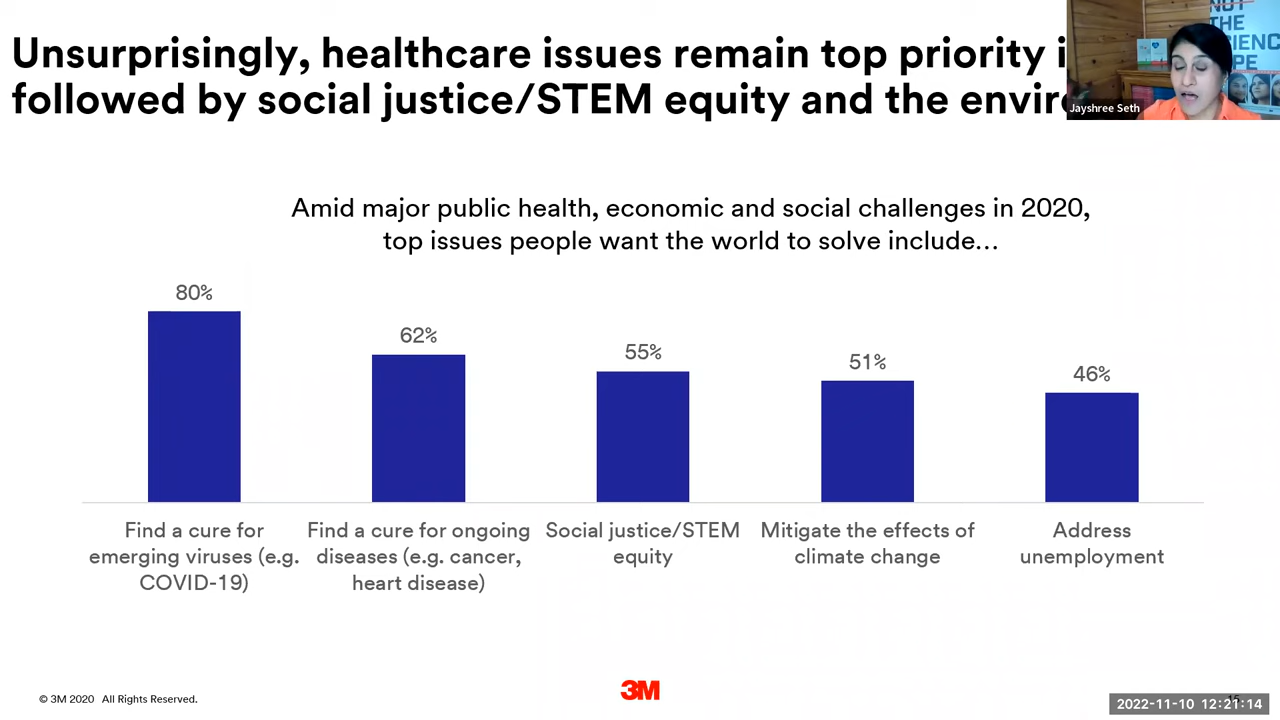 Unsurprisingly, healthcare issues remain top priority
followed by social justice/STEM equity and the
Jayshree Seth
NOT
THE
Amid major public health, economic and social challenges in 2020,
top issues people want the world to solve include…
80%
62%
55%
51%
46%
Find a cure for
emerging viruses (e.g.
COVID-19)
Find a cure for ongoing
diseases (e.g. cancer,
heart disease)
Social justice/STEM
equity
Mitigate the effects of
climate change
Address
unemployment
© 3M 2020 All Rights Reserved.
3M
2022-11-10 12:21:14